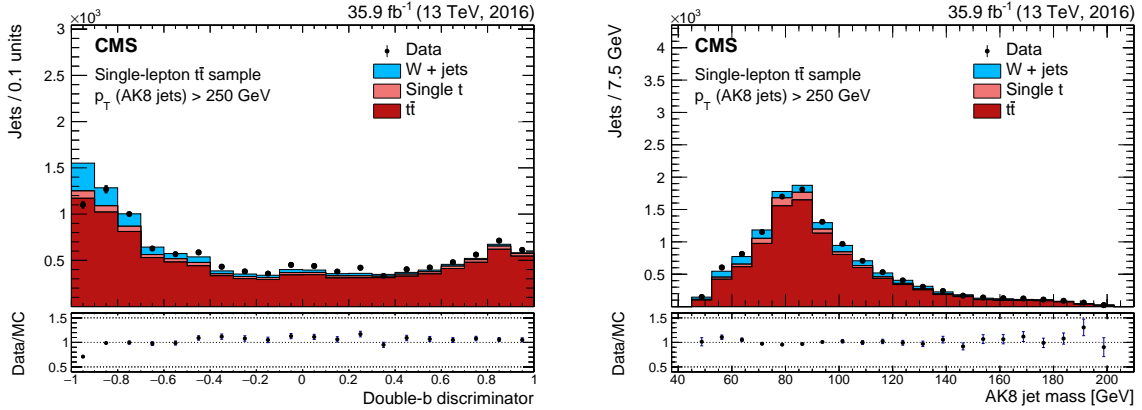 35.9 fb⁻¹ (13 TeV, 2016)
×10³
CMS
Single-lepton tt̄ sample
p_T (AK8 jets) > 250 GeV
Data
W + jets
Single t
tt̄
Jets / 0.1 units
3
2.5
2
1.5
1
0.5
Data/MC
1.5
1
0.5
−1 −0.8 −0.6 −0.4 −0.2 0 0.2 0.4 0.6 0.8 1
Double-b discriminator
35.9 fb⁻¹ (13 TeV, 2016)
×10³
CMS
Single-lepton tt̄ sample
p_T (AK8 jets) > 250 GeV
Data
W + jets
Single t
tt̄
Jets / 7.5 GeV
4
3.5
3
2.5
2
1.5
1
0.5
0
Data/MC
1.5
1
0.5
40 60 80 100 120 140 160 180 200
AK8 jet mass [GeV]